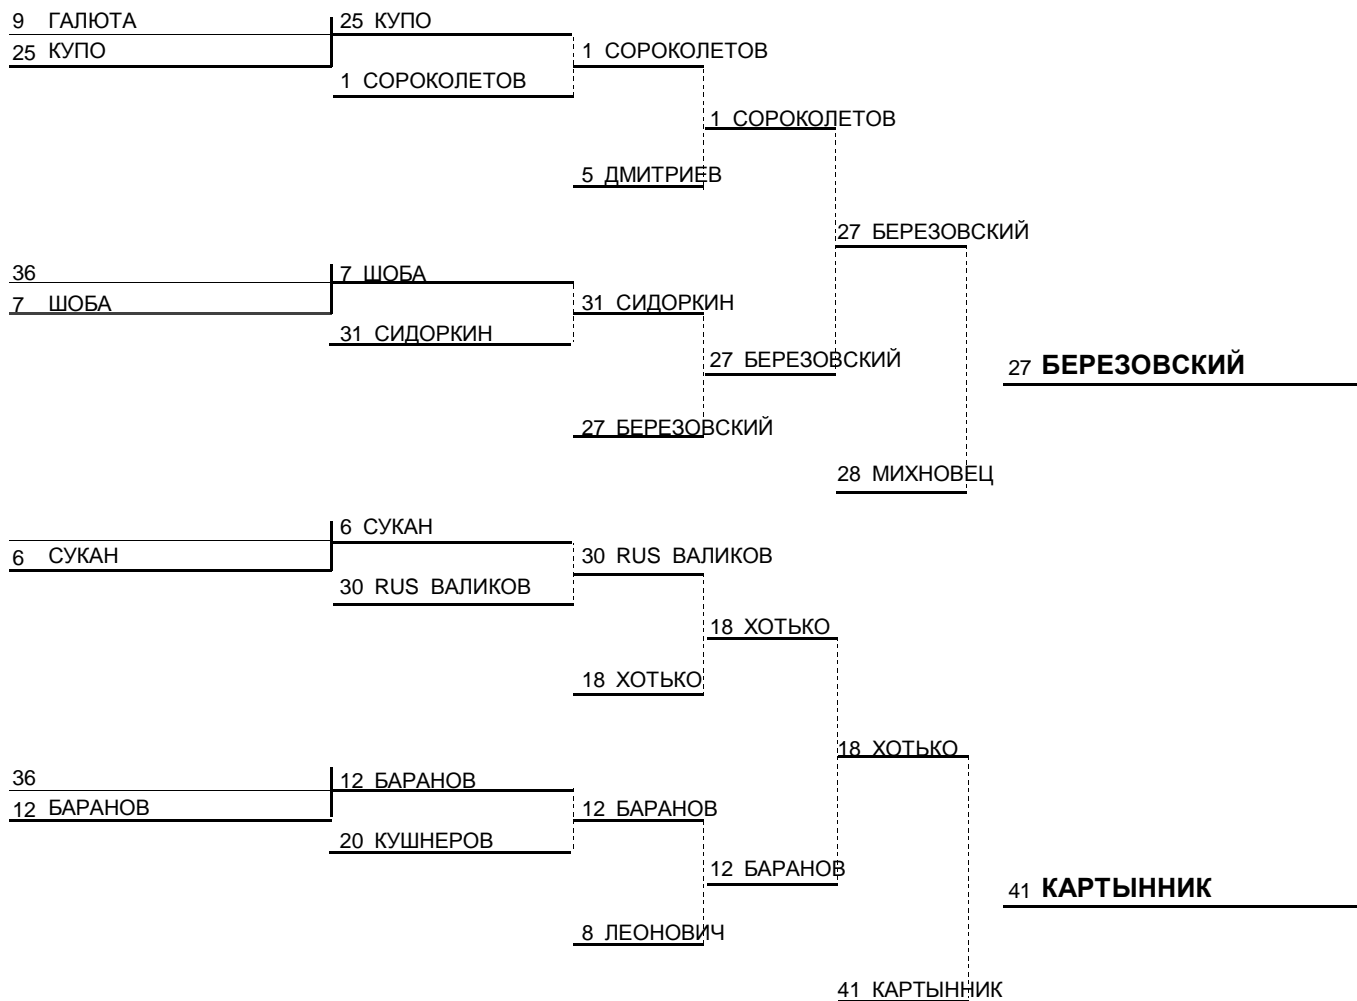 9 ГАЛЮТА
25 КУПО
25 КУПО
1 СОРОКОЛЕТОВ
1 СОРОКОЛЕТОВ
1 СОРОКОЛЕТОВ
5 ДМИТРИЕВ
27 БЕРЕЗОВСКИЙ
36
7 ШОБА
7 ШОБА
31 СИДОРКИН
31 СИДОРКИН
27 БЕРЕЗОВСКИЙ
27 БЕРЕЗОВСКИЙ
27 БЕРЕЗОВСКИЙ
28 МИХНОВЕЦ
6 СУКАН
6 СУКАН
30 RUS ВАЛИКОВ
30 RUS ВАЛИКОВ
18 ХОТЬКО
18 ХОТЬКО
18 ХОТЬКО
36
12 БАРАНОВ
12 БАРАНОВ
12 БАРАНОВ
20 КУШНЕРОВ
12 БАРАНОВ
41 КАРТЫННИК
8 ЛЕОНОВИЧ
41 КАРТЫННИК